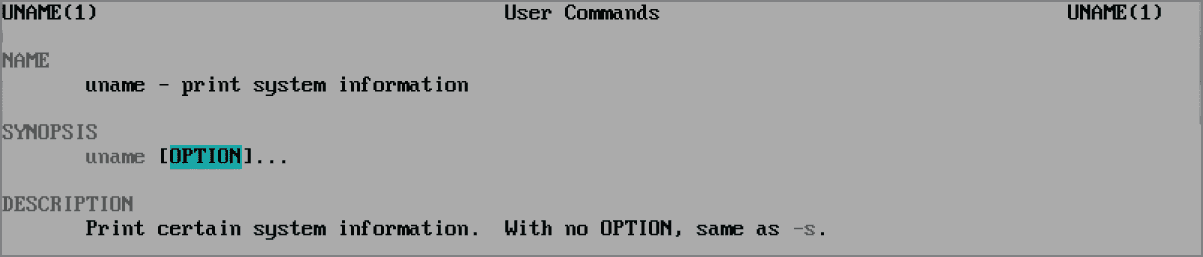 UNAME(1) User Commands UNAME(1)
NAME
uname - print system information
SYNOPSIS
uname [OPTION]...
DESCRIPTION
Print certain system information.  With no OPTION, same as -s.